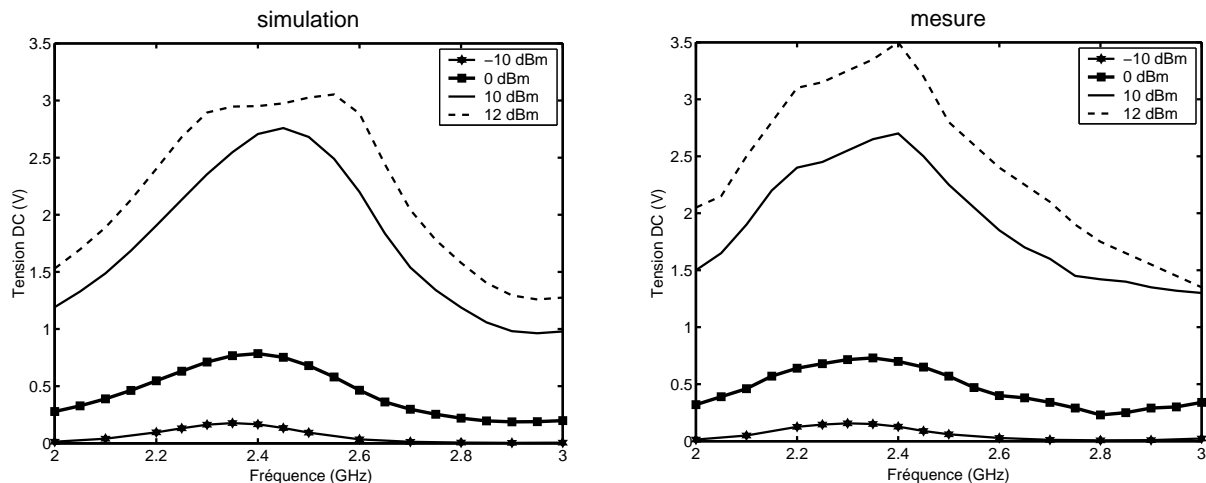 simulation
3.5
3
2.5
2
1.5
1
0.5
0
Tension DC (V)
−10 dBm
0 dBm
10 dBm
12 dBm
2
2.2
2.4
2.6
2.8
3
Fréquence (GHz)
mesure
3.5
3
2.5
2
1.5
1
0.5
0
Tension DC (V)
−10 dBm
0 dBm
10 dBm
12 dBm
2
2.2
2.4
2.6
2.8
3
Fréquence (GHz)